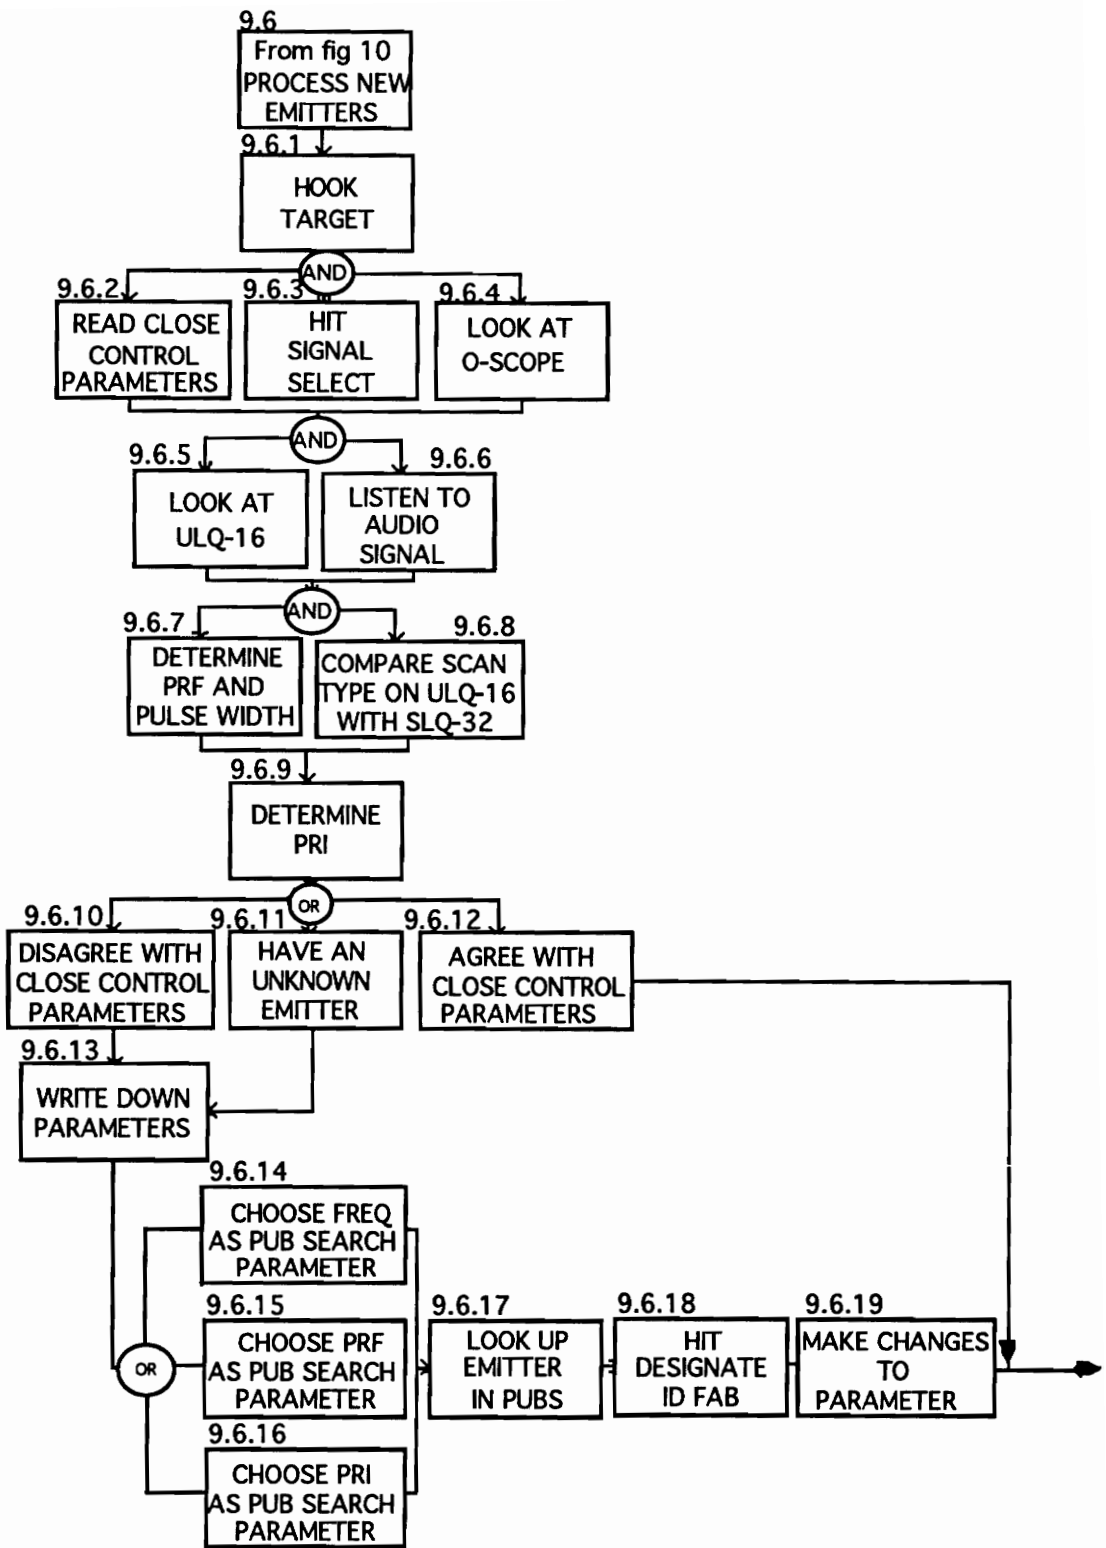 9.6
From fig 10
PROCESS NEW
EMITTERS
9.6.1
HOOK
TARGET
AND
9.6.2
READ CLOSE
CONTROL
PARAMETERS
9.6.3
HIT
SIGNAL
SELECT
9.6.4
LOOK AT
O-SCOPE
AND
9.6.5
LOOK AT
ULQ-16
9.6.6
LISTEN TO
AUDIO
SIGNAL
AND
9.6.7
DETERMINE
PRF AND
PULSE WIDTH
9.6.8
COMPARE SCAN
TYPE ON ULQ-16
WITH SLQ-32
9.6.9
DETERMINE
PRI
OR
9.6.10
DISAGREE WITH
CLOSE CONTROL
PARAMETERS
9.6.11
HAVE AN
UNKNOWN
EMITTER
9.6.12
AGREE WITH
CLOSE CONTROL
PARAMETERS
9.6.13
WRITE DOWN
PARAMETERS
OR
9.6.14
CHOOSE FREQ
AS PUB SEARCH
PARAMETER
9.6.15
CHOOSE PRF
AS PUB SEARCH
PARAMETER
9.6.16
CHOOSE PRI
AS PUB SEARCH
PARAMETER
9.6.17
LOOK UP
EMITTER
IN PUBS
9.6.18
HIT
DESIGNATE
ID FAB
9.6.19
MAKE CHANGES
TO
PARAMETER